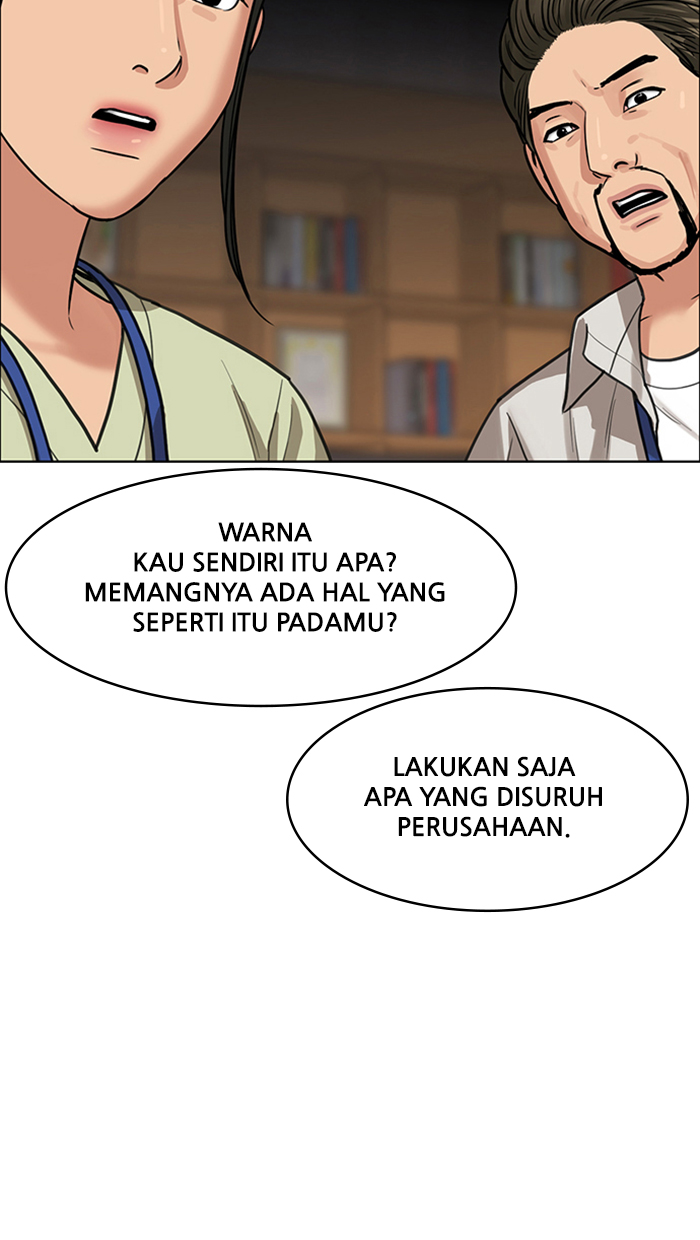 WARNA
KAU SENDIRI ITU APA?
MEMANGNYA ADA HAL YANG
SEPERTI ITU PADAMU?
LAKUKAN SAJA
APA YANG DISURUH
PERUSAHAAN.